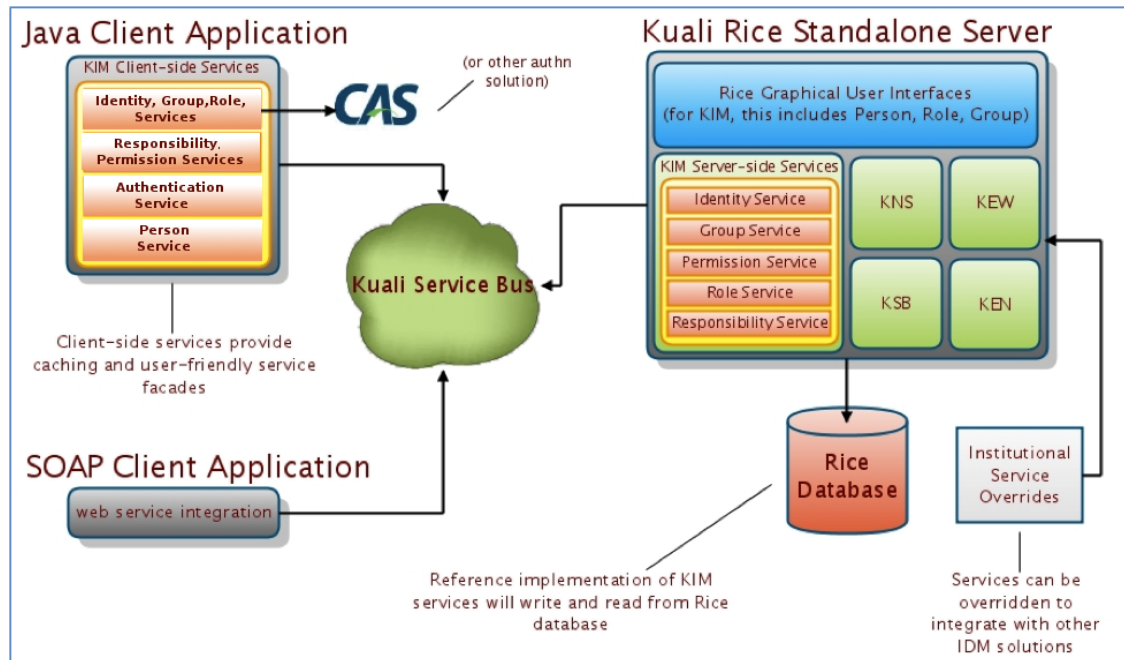 Java Client Application
KIM Client-side Services
Identity, Group,Role,
Services
Responsibility,
Permission Services
Authentication
Service
Person
Service
Client-side services provide
caching and user-friendly service
facades
CAS
(or other authn
solution)
Kuali Service Bus
SOAP Client Application
web service integration
Kuali Rice Standalone Server
Rice Graphical User Interfaces
(for KIM, this includes Person, Role, Group)
KIM Server-side Services
Identity Service
Group Service
Permission Service
Role Service
Responsibility Service
KNS
KEW
KSB
KEN
Rice
Database
Reference implementation of KIM
services will write and read from Rice
database
Institutional
Service
Overrides
Services can be
overridden to
integrate with other
IDM solutions